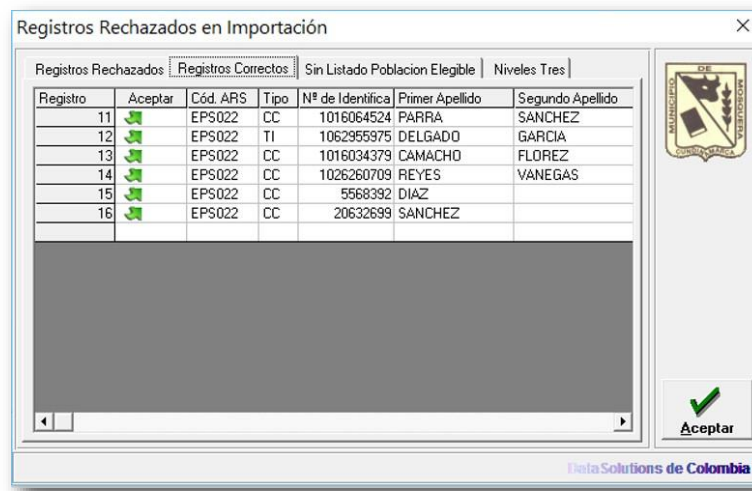 Registros Rechazados en Importación
Registros Rechazados Registros Correctos Sin Listado Poblacion Elegible Niveles Tres
Registro Aceptar Cód. ARS Tipo Nº de Identifica Primer Apellido Segundo Apellido
11 EPS022 CC 1016064524 PARRA SANCHEZ
12 EPS022 TI 1062955975 DELGADO GARCIA
13 EPS022 CC 1016034379 CAMACHO FLOREZ
14 EPS022 CC 1026260709 REYES VANEGAS
15 EPS022 CC 5568392 DIAZ
16 EPS022 CC 20632699 SANCHEZ
MUNICIPIO DE MOSQUERA
CUNDINAMARCA
Aceptar
DataSolutions de Colombia